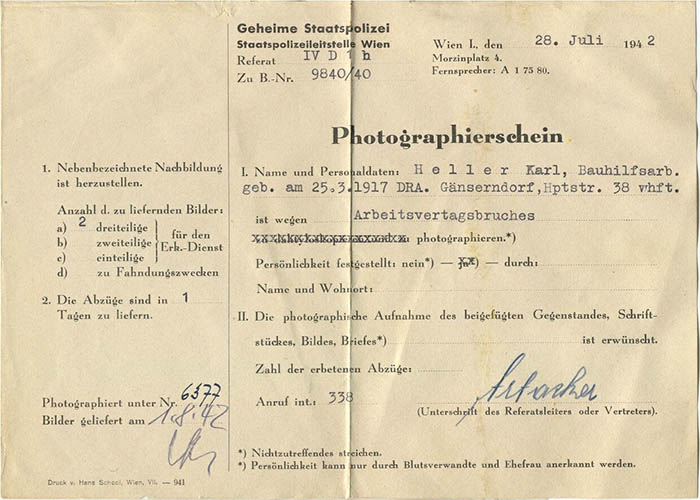 Geheime Staatspolizei
Staatspolizeileitstelle Wien
Referat IV D 1 h
Zu B.-Nr. 9840/40
Wien I., den 28. Juli 1942
Morzinplatz 4.
Fernsprecher: A 1 75 80.
Photographierschein
1. Nebenbezeichnete Nachbildung
ist herzustellen.
Anzahl d. zu liefernden Bilder:
a) 2 dreiteilige
b) zweiteilige
c) einteilige
für den
Erk.-Dienst
d) zu Fahndungszwecken
2. Die Abzüge sind in 1
Tagen zu liefern.
Photographiert unter Nr. 6577
Bilder geliefert am 1.8.42
I. Name und Personaldaten: Heller Karl, Bauhilfsarb.
geb. am 25.3.1917 DRA. Gänserndorf,Hptstr. 38 whft.
ist wegen Arbeitsvertagsbruches
photographieren.*)
Persönlichkeit festgestellt: nein*) — ja*) — durch:
Name und Wohnort:
II. Die photographische Aufnahme des beigefügten Gegenstandes, Schrift-
stückes, Bildes, Briefes*) ist erwünscht.
Zahl der erbetenen Abzüge:
Anruf int.: 338
(Unterschrift des Referatsleiters oder Vertreters).
*) Nichtzutreffendes streichen.
*) Persönlichkeit kann nur durch Blutsverwandte und Ehefrau anerkannt werden.
Druck v. Hans School, Wien, VII. — 941